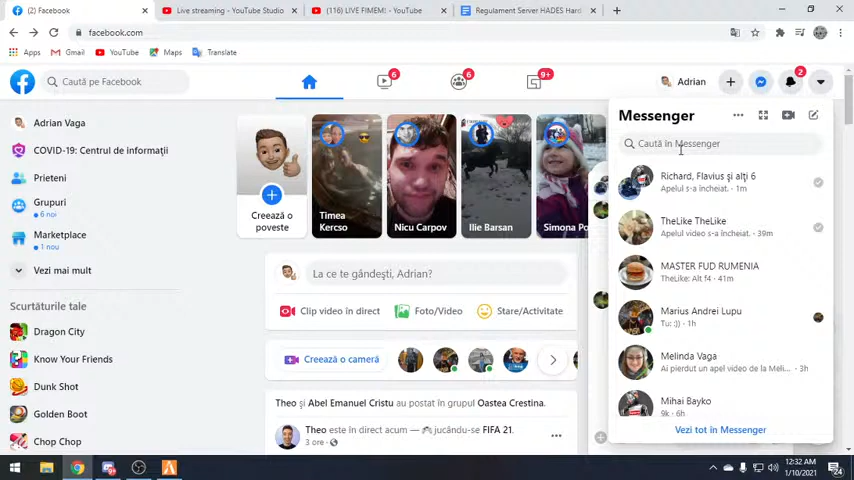 (2) Facebook
Live streaming - YouTube Studio
(116) LIVE FIMEM! - YouTube
Regulament Server HADES Hard
facebook.com
Apps
Gmail
YouTube
Maps
Translate
Caută pe Facebook
6
6
9+
Adrian
2
Adrian Vaga
COVID-19: Centrul de informații
Prieteni
Grupuri
6 noi
Marketplace
1 nou
Vezi mai mult
Scurtăturile tale
Dragon City
Know Your Friends
Dunk Shot
Golden Boot
Chop Chop
Creează o
poveste
Timea
Kercso
Nicu Carpov
Ilie Barsan
Simona Po
La ce te gândești, Adrian?
Clip video în direct
Foto/Video
Stare/Activitate
Creează o cameră
Theo și Abel Emanuel Cristu au postat în grupul Oastea Crestina.
Theo este în direct acum — jucându-se FIFA 21.
3 ore
Messenger
Caută în Messenger
Richard, Flavius și alți 6
Apelul s-a încheiat. · 1m
TheLike TheLike
Apelul video s-a încheiat. · 39m
MASTER FUD RUMENIA
TheLike: Alt f4 · 41m
Marius Andrei Lupu
Tu: :)) · 1h
Melinda Vaga
Ai pierdut un apel video de la Meli... · 3h
Mihai Bayko
9k · 6h
Vezi tot în Messenger
12:32 AM
1/10/2021
24